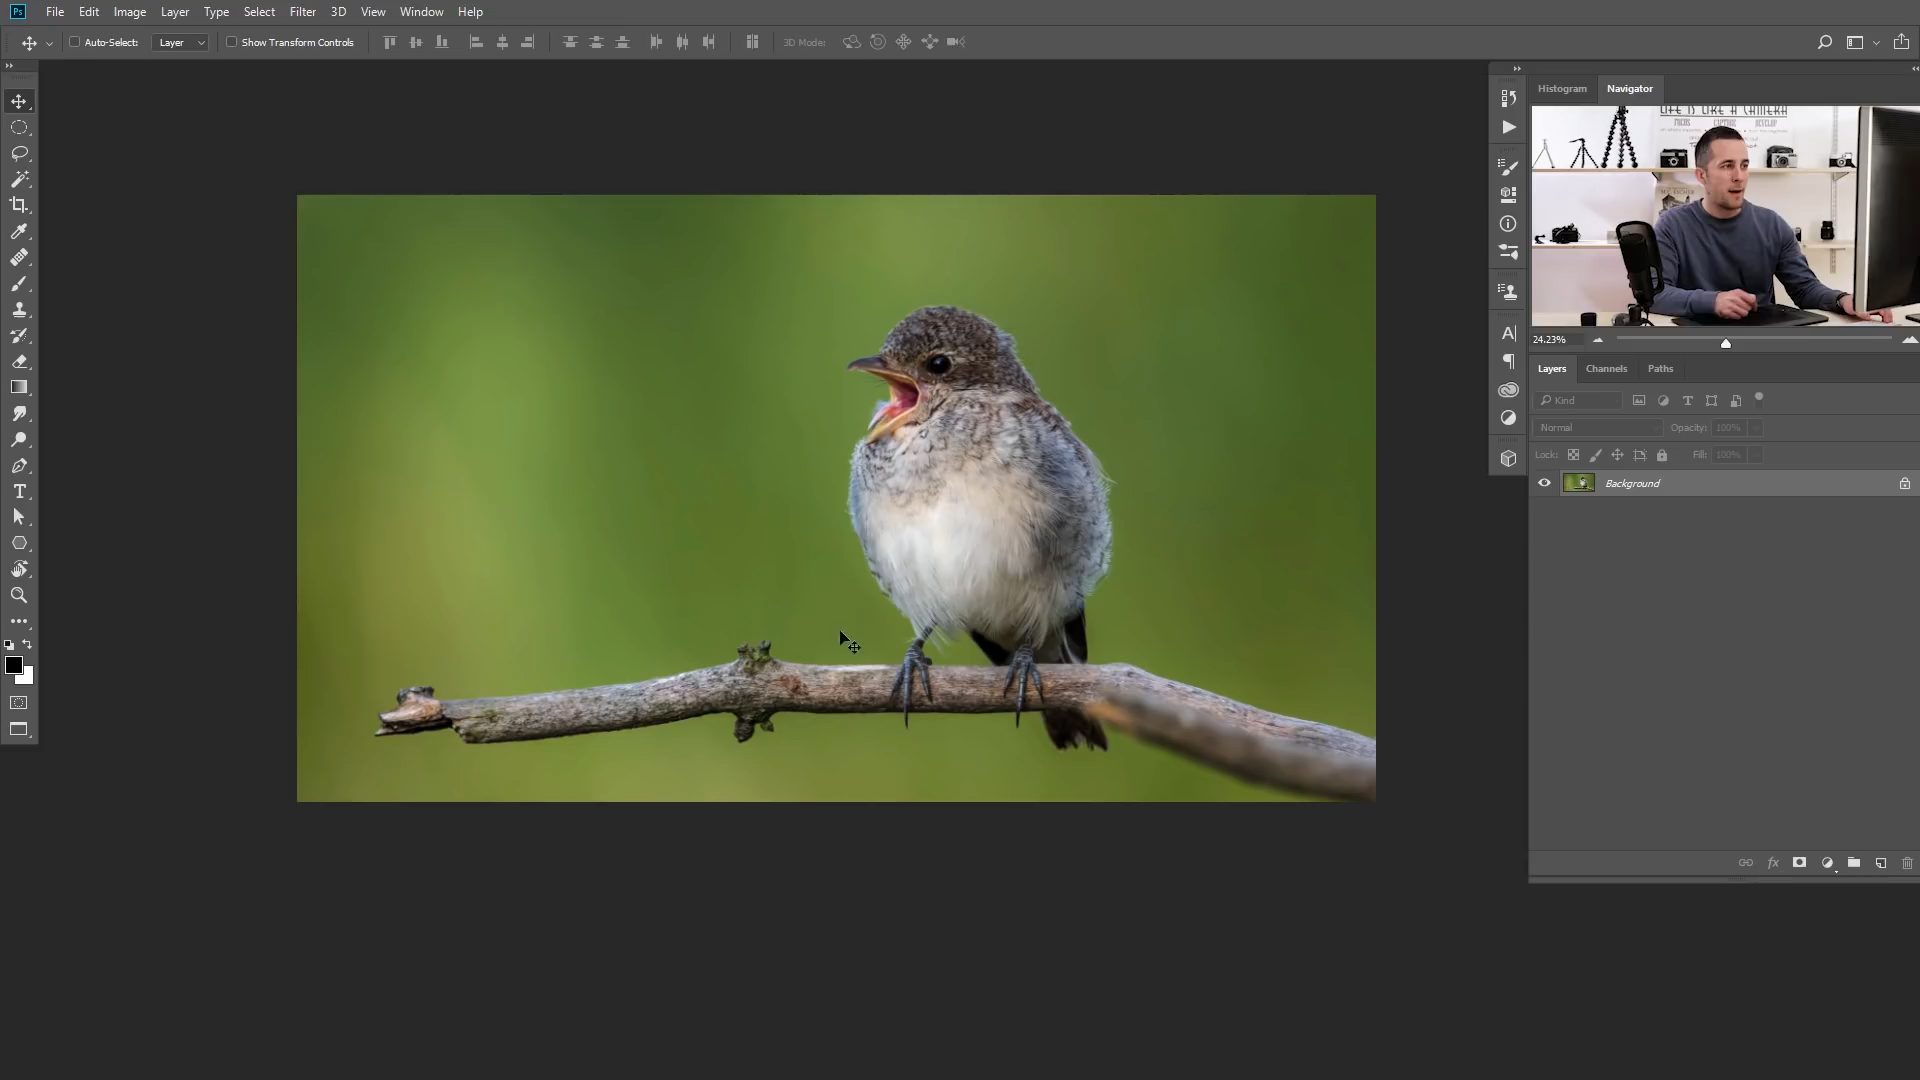 Ps File Edit Image Layer Type Select Filter 3D View Window Help
Auto-Select: Layer Show Transform Controls 3D Mode:
Histogram Navigator
LIFE IS LIKE A CAMERA
FOCUS CAPTURE DEVELOP
24.23%
Layers Channels Paths
Kind
Normal Opacity: 100%
Lock: Fill: 100%
Background